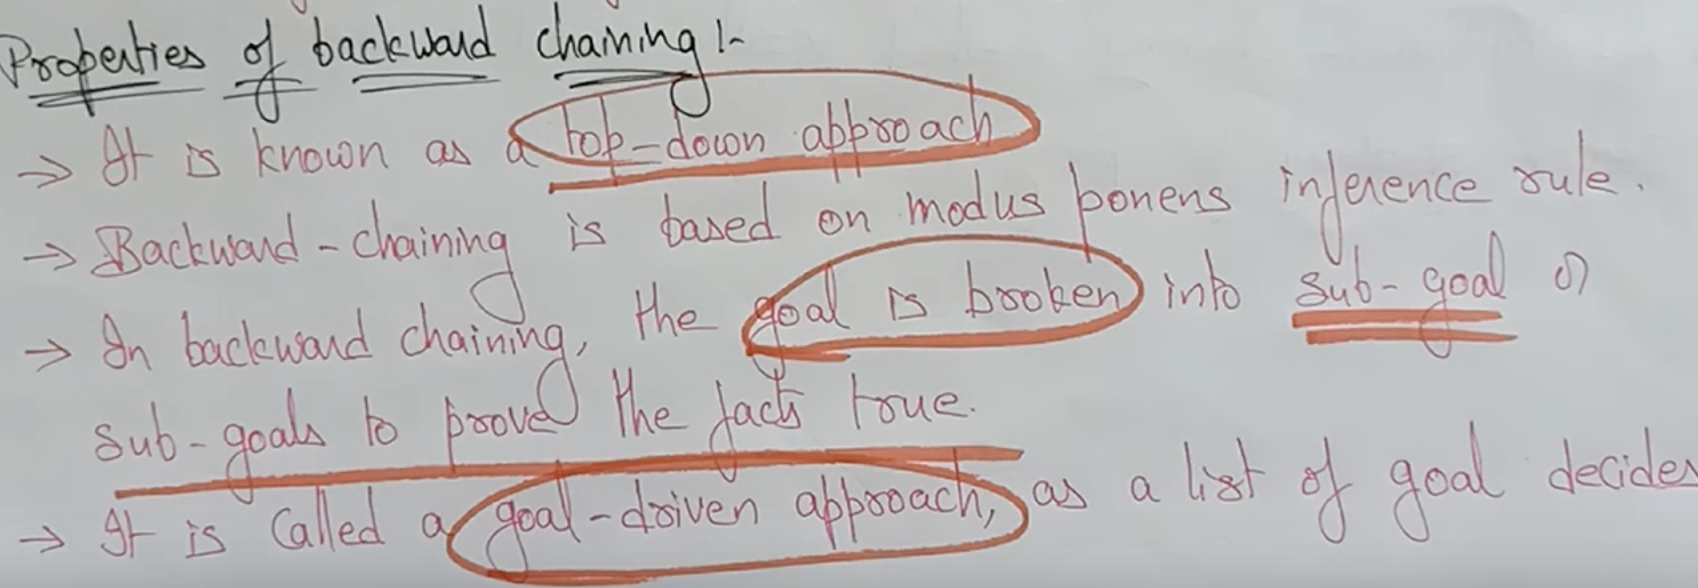 Properties of backward chaining :-
→ It is known as a top-down approach
→ Backward-chaining is based on modus ponens inference rule.
→ In backward chaining, the goal is broken into sub-goal or
sub-goals to prove the facts true.
→ It is called a goal-driven approach, as a list of goal decides